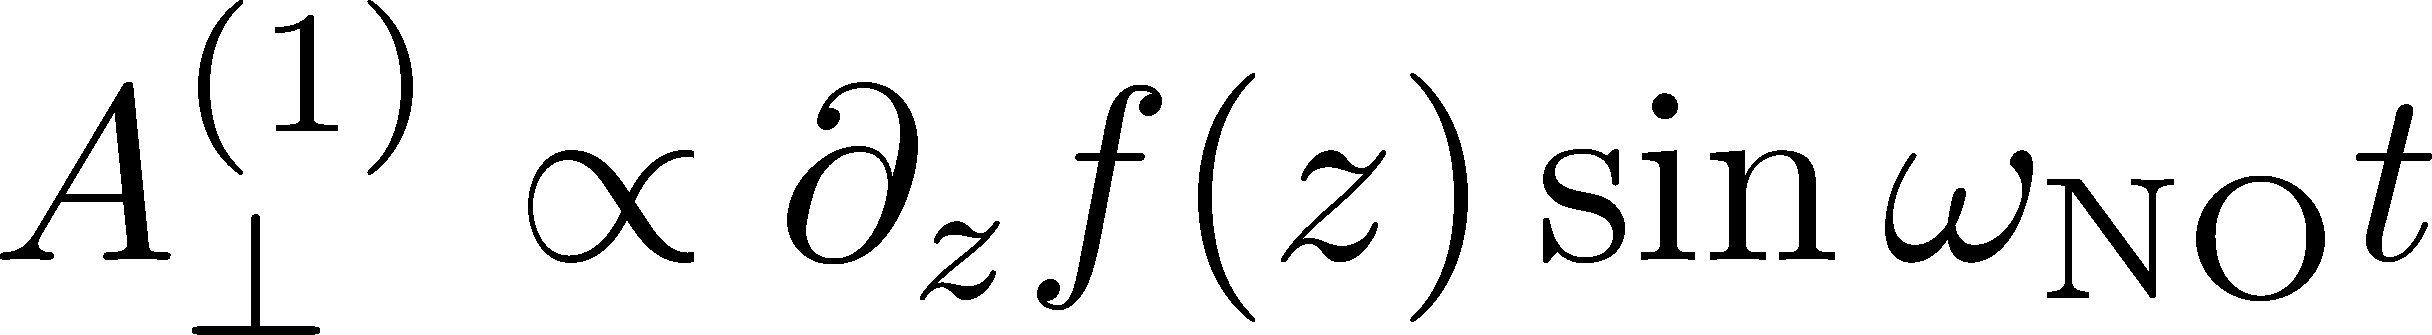 A_⊥^(1) ∝ ∂_z f(z) sin ω_NO t